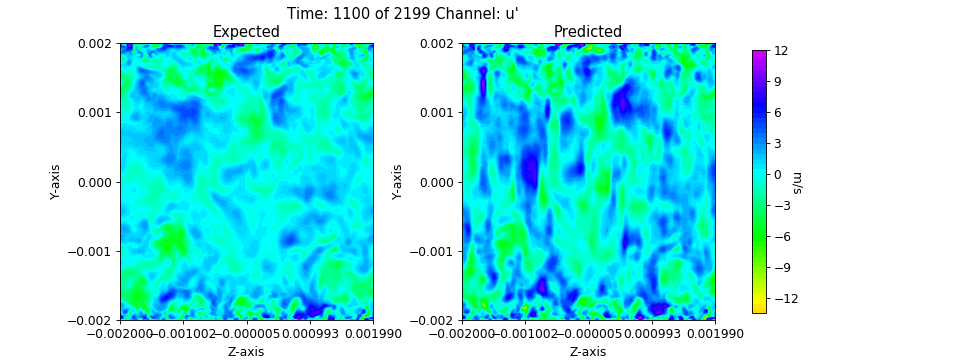 Time: 1100 of 2199 Channel: u'
Expected
Predicted
0.002
0.001
0.000
−0.001
−0.002
Y-axis
−0.002000 −0.001002 −0.000005 0.000993 0.001990
Z-axis
0.002
0.001
0.000
−0.001
−0.002
Y-axis
−0.002000 −0.001002 −0.000005 0.000993 0.001990
Z-axis
12
9
6
3
0
−3
−6
−9
−12
m/s